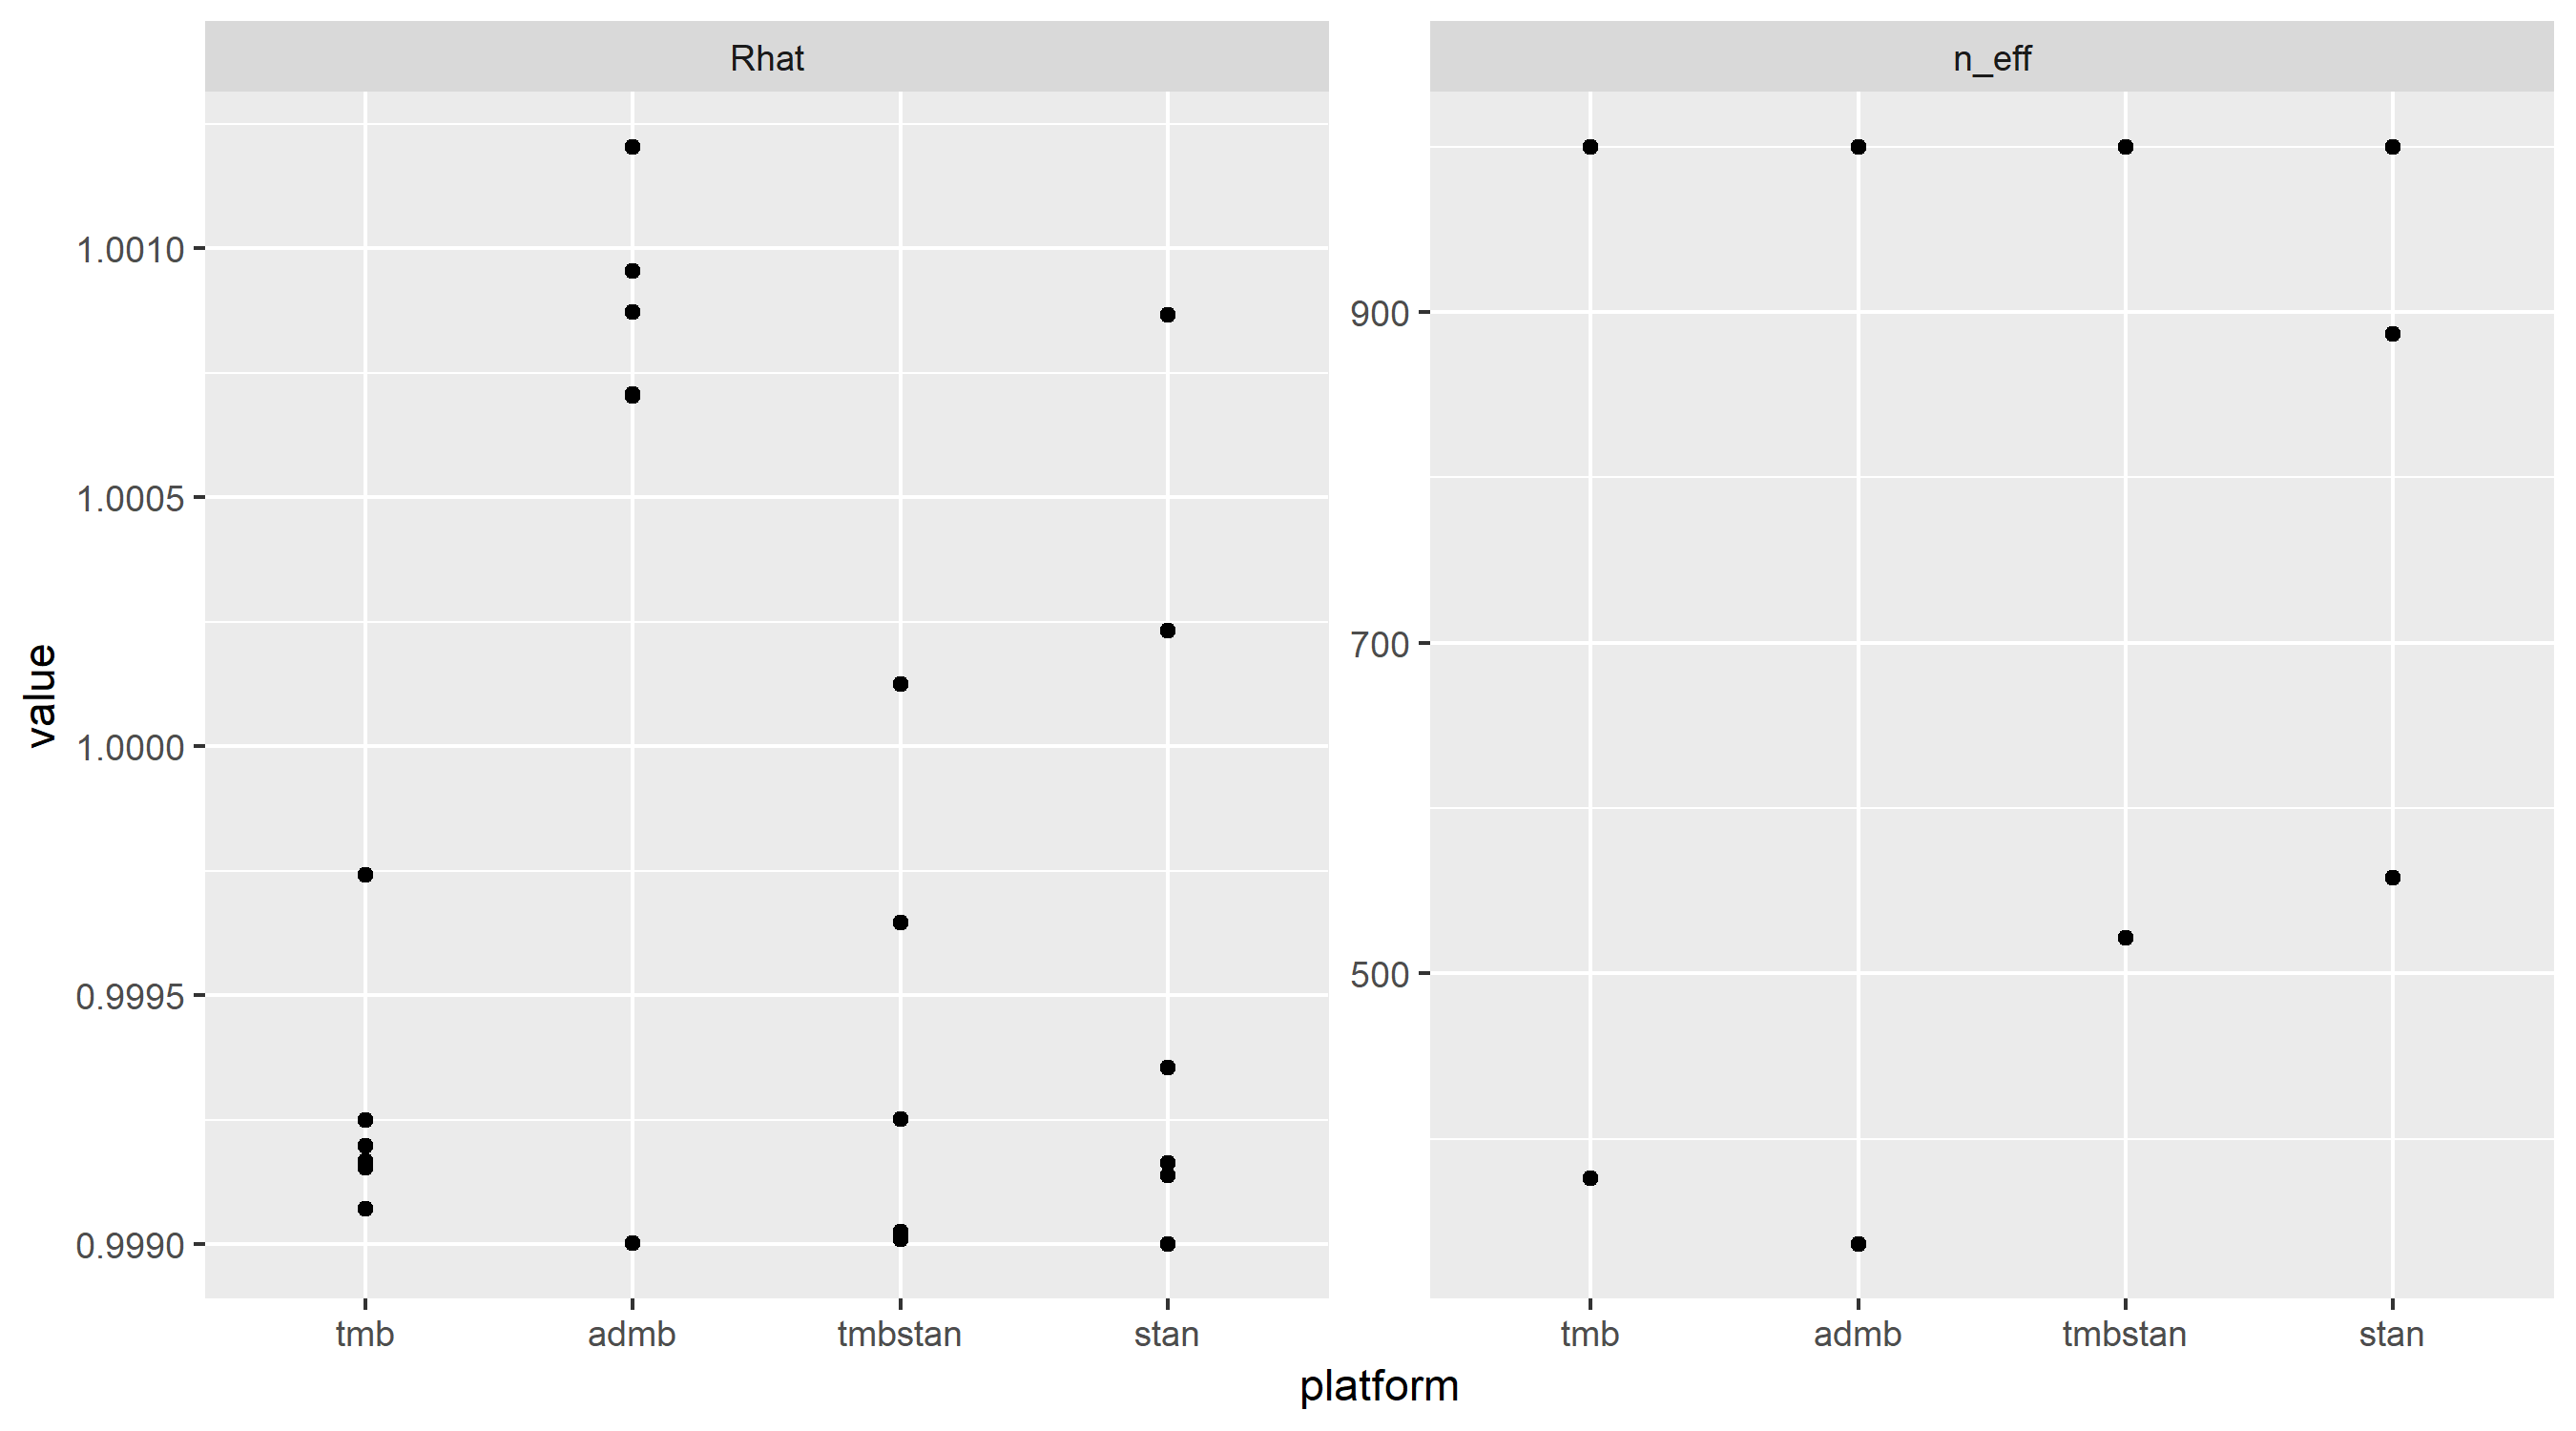 Rhat
n_eff
value
1.0010
1.0005
1.0000
0.9995
0.9990
900
700
500
tmb
admb
tmbstan
stan
tmb
admb
tmbstan
stan
platform